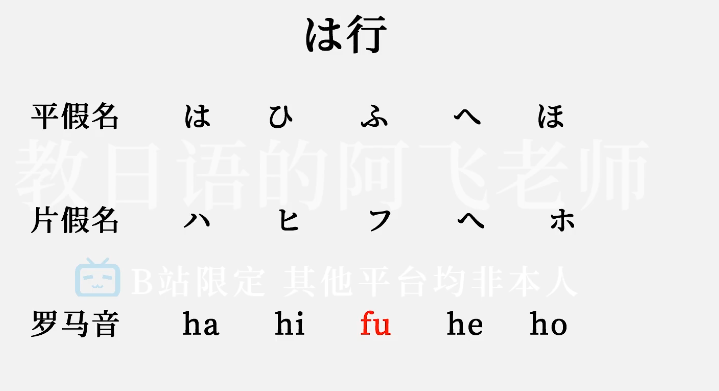 は行
平假名 は ひ ふ へ ほ
教日语的阿飞老师
片假名 ハ ヒ フ ヘ ホ
B站限定 其他平台均非本人
罗马音 ha hi fu he ho